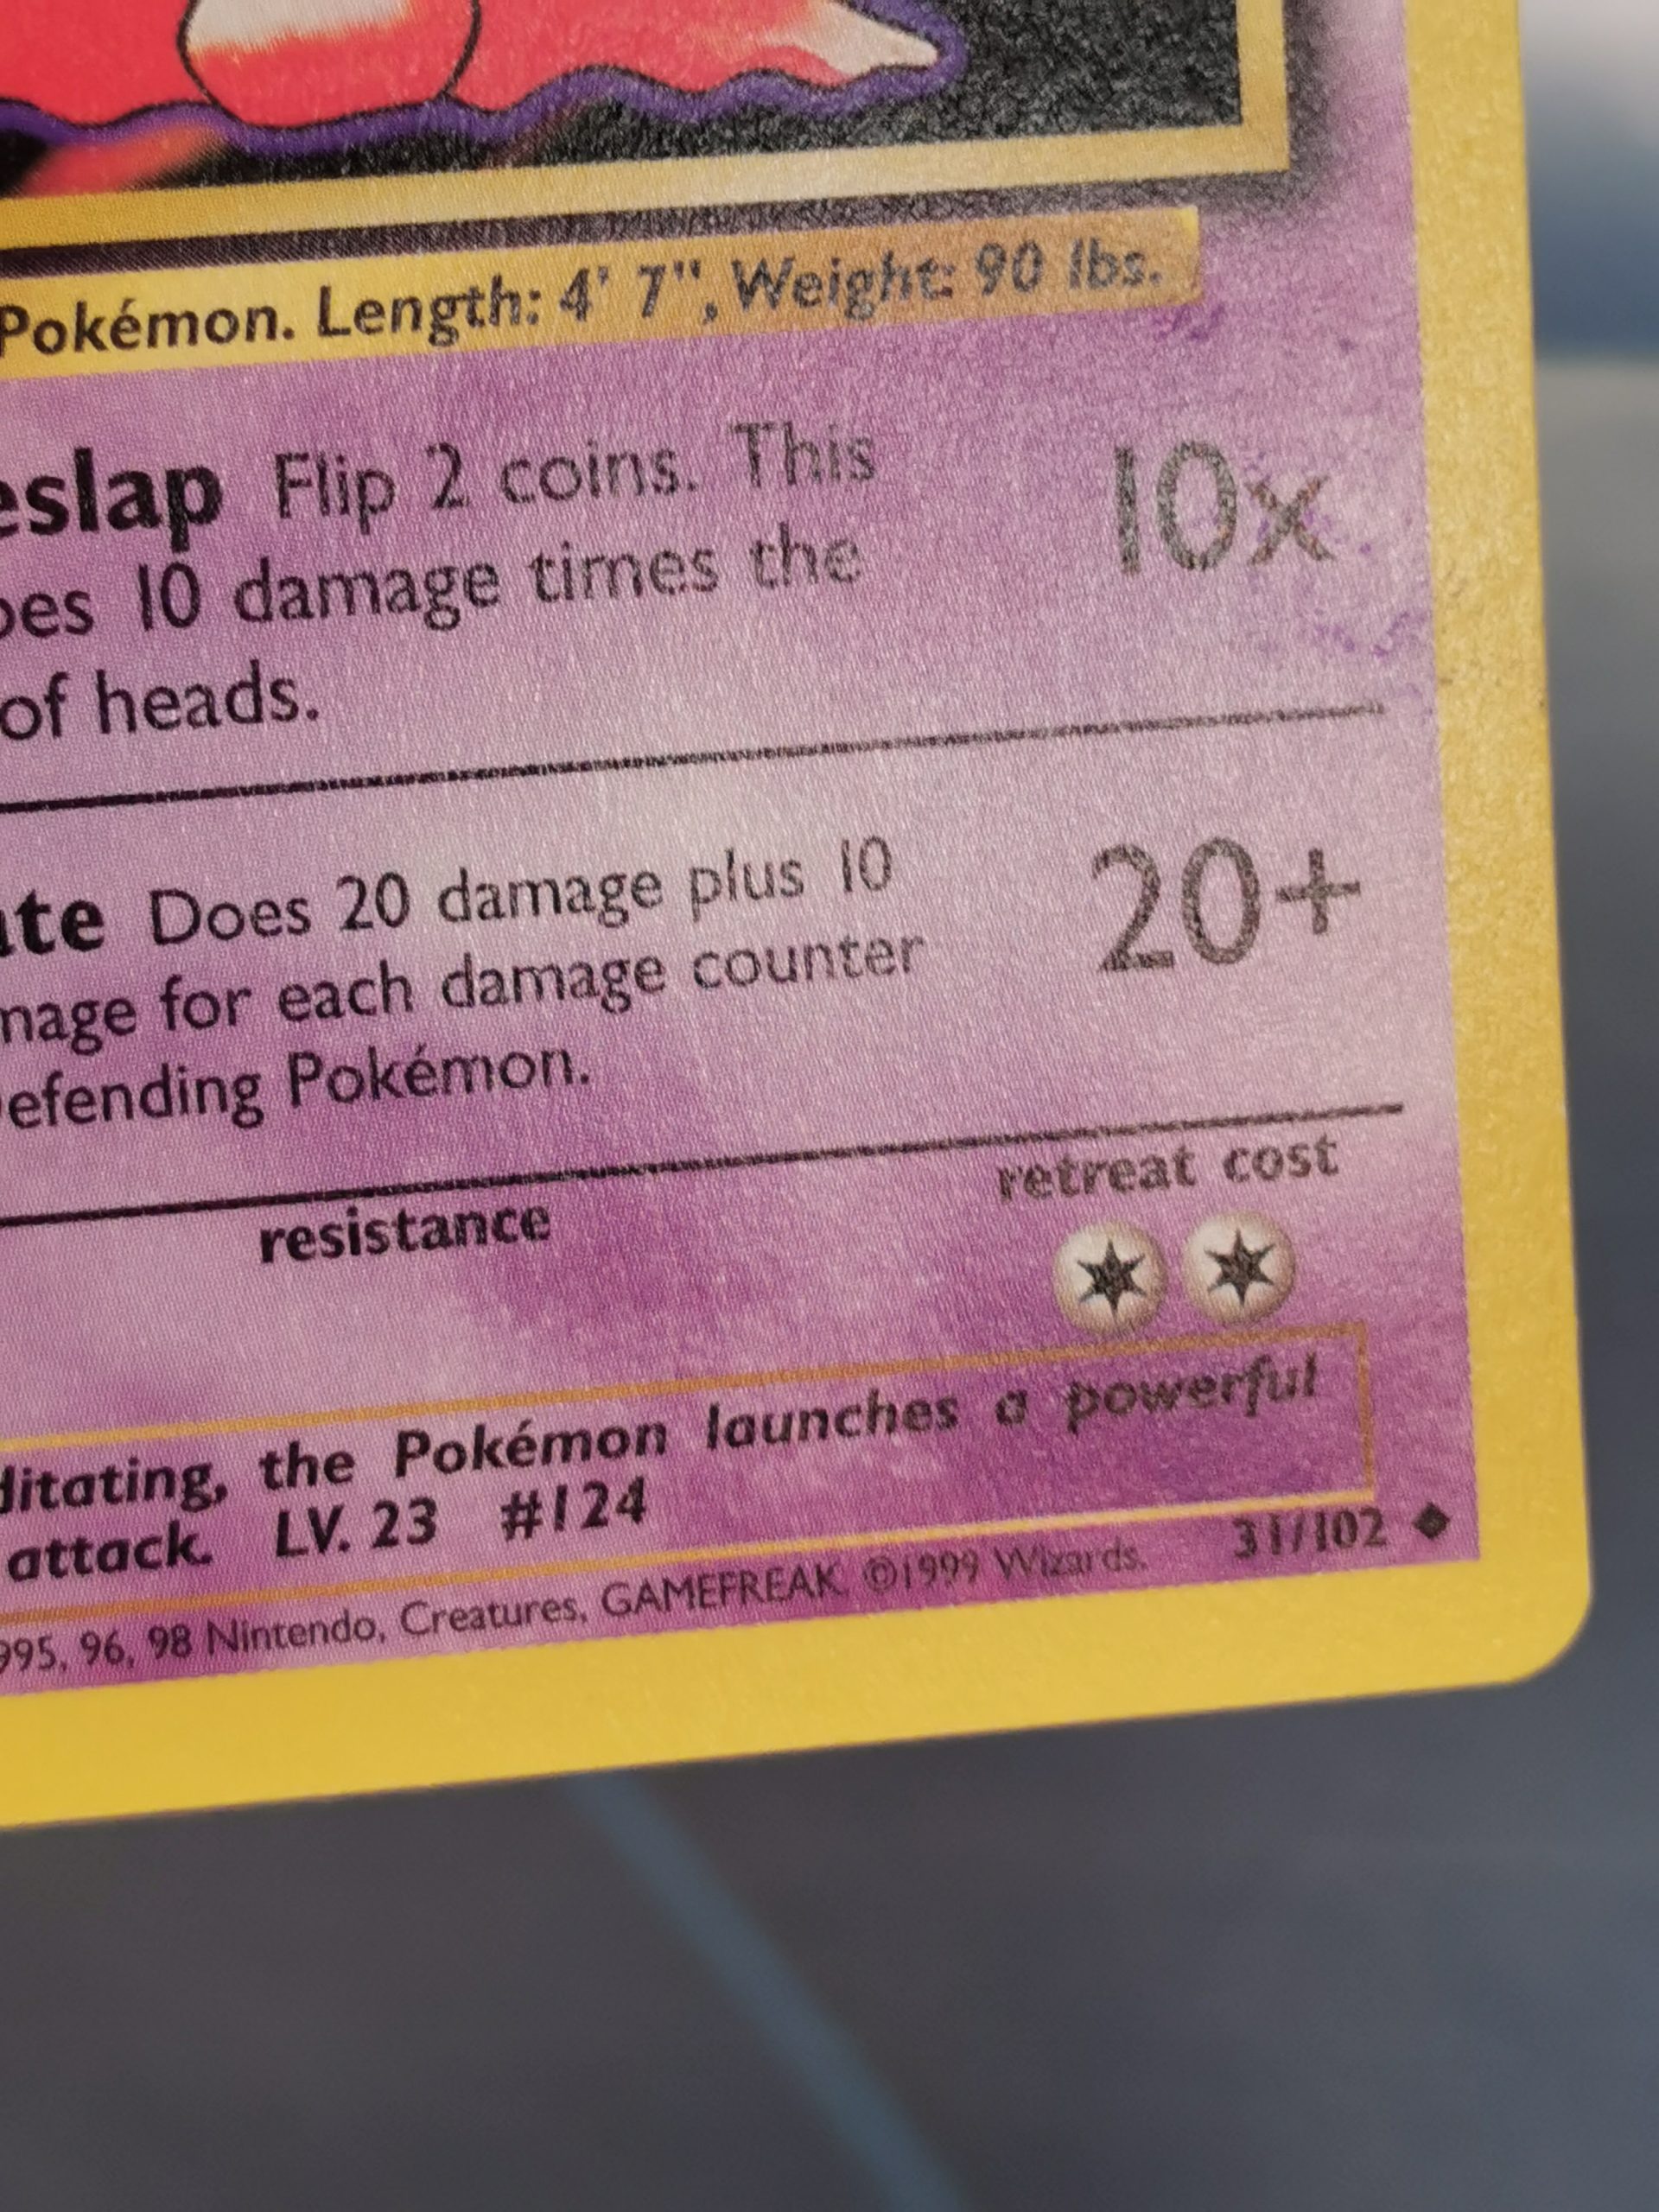 Pokémon. Length: 4' 7", Weight: 90 lbs.
eslap Flip 2 coins. This
oes 10 damage times the
of heads.
10x
ate Does 20 damage plus 10
mage for each damage counter
efending Pokémon.
20+
resistance
retreat cost
ditating, the Pokémon launches a powerful
attack. LV. 23 #124
995, 96, 98 Nintendo, Creatures, GAMEFREAK. ©1999 Wizards. 31/102